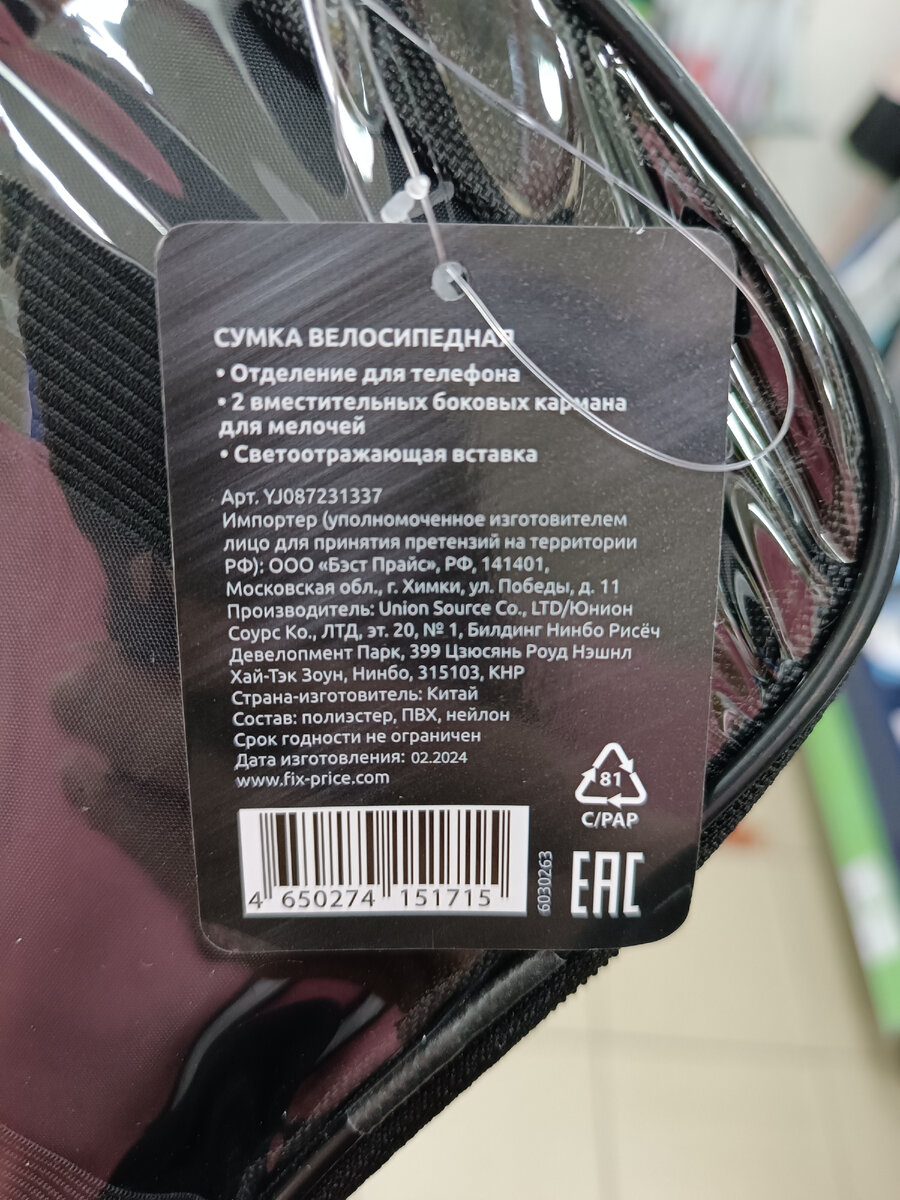 СУМКА ВЕЛОСИПЕДНАЯ
• Отделение для телефона
• 2 вместительных боковых кармана
для мелочей
• Светоотражающая вставка
Арт. YJ087231337
Импортер (уполномоченное изготовителем
лицо для принятия претензий на территории
РФ): ООО «Бэст Прайс», РФ, 141401,
Московская обл., г. Химки, ул. Победы, д. 11
Производитель: Union Source Co., LTD/Юнион
Соурс Ко., ЛТД, эт. 20, № 1, Билдинг Нинбо Рисёч
Девелопмент Парк, 399 Цзюсянь Роуд Нэшнл
Хай-Тэк Зоун, Нинбо, 315103, КНР
Страна-изготовитель: Китай
Состав: полиэстер, ПВХ, нейлон
Срок годности не ограничен
Дата изготовления: 02.2024
www.fix-price.com
81
C/PAP
4 650274 151715
6030263
EAC